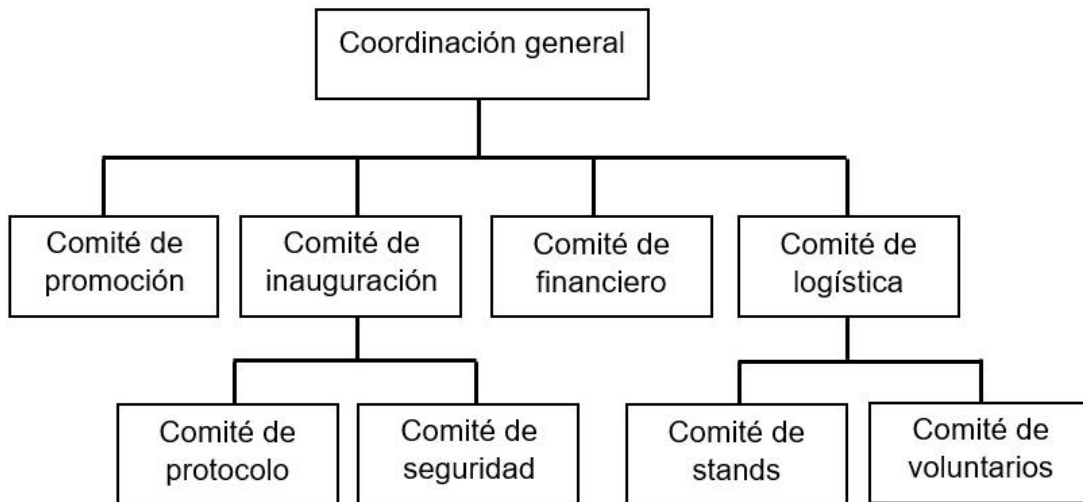 Coordinación general
Comité de
promoción
Comité de
inauguración
Comité de
financiero
Comité de
logística
Comité de
protocolo
Comité de
seguridad
Comité de
stands
Comité de
voluntarios